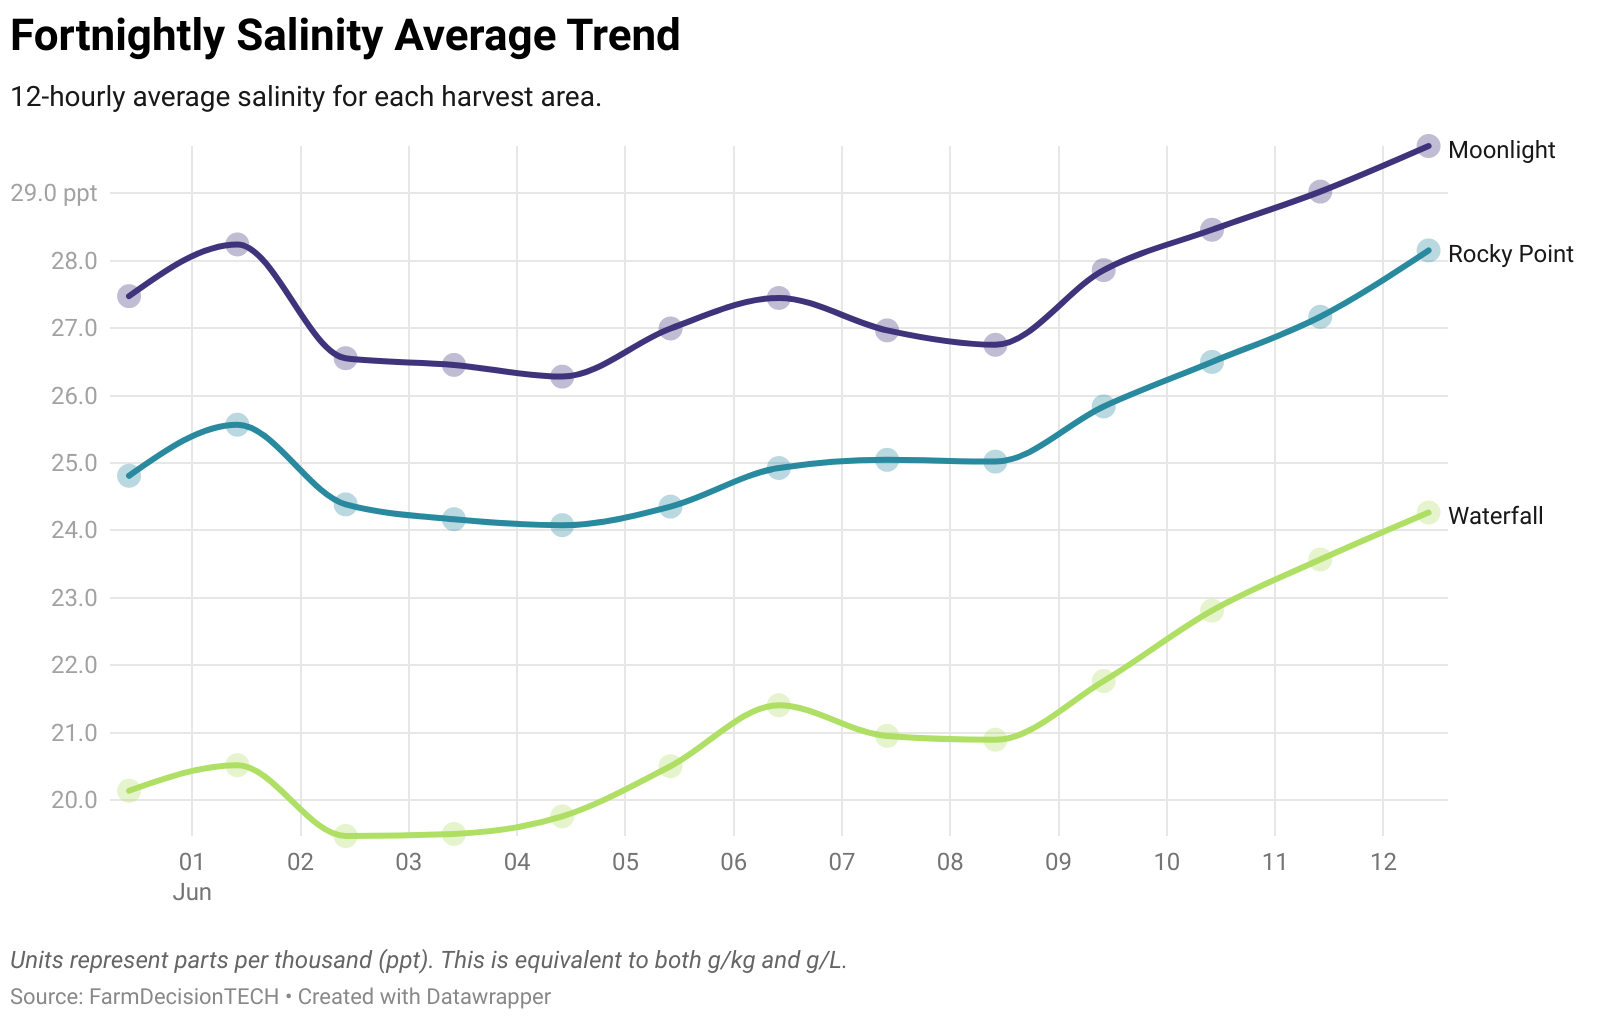 Fortnightly Salinity Average Trend
12-hourly average salinity for each harvest area.
Moonlight
29.0 ppt
Rocky Point
28.0
27.0
26.0
25.0
Waterfall
24.0
23.0
22.0
21.0
20.0
01 02 03 04 05 06 07 08 09 10 11 12
Jun
Units represent parts per thousand (ppt). This is equivalent to both g/kg and g/L.
Source: FarmDecisionTECH • Created with Datawrapper